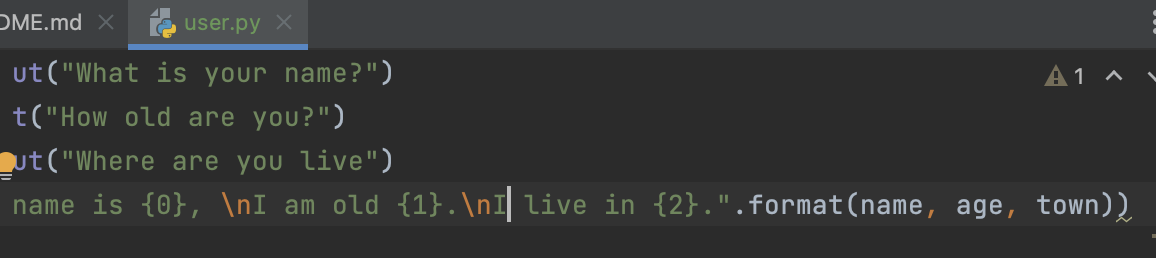 DME.md user.py
ut("What is your name?") 1
t("How old are you?")
ut("Where are you live")
name is {0}, \nI am old {1}.\nI live in {2}.".format(name, age, town))